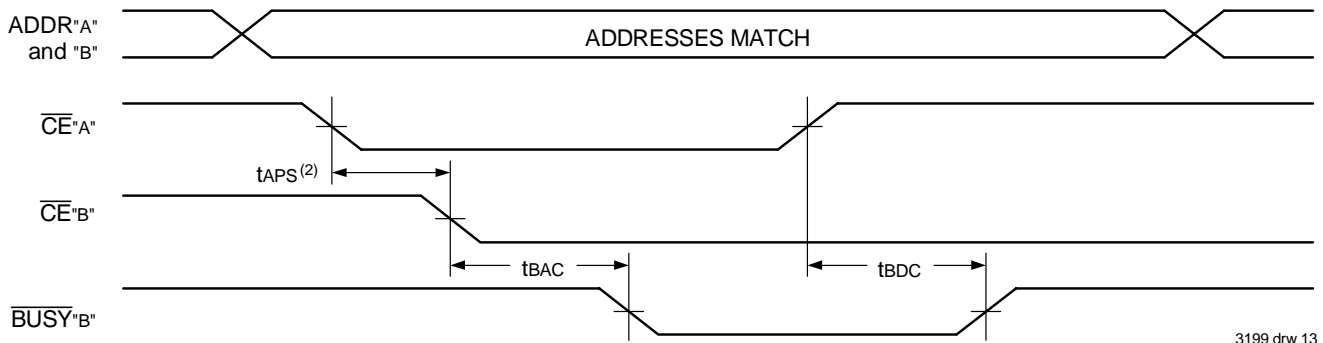 ADDR"A"
and "B"
ADDRESSES MATCH
CE"A"
tAPS(2)
CE"B"
tBAC
tBDC
BUSY"B"
3199 drw 13